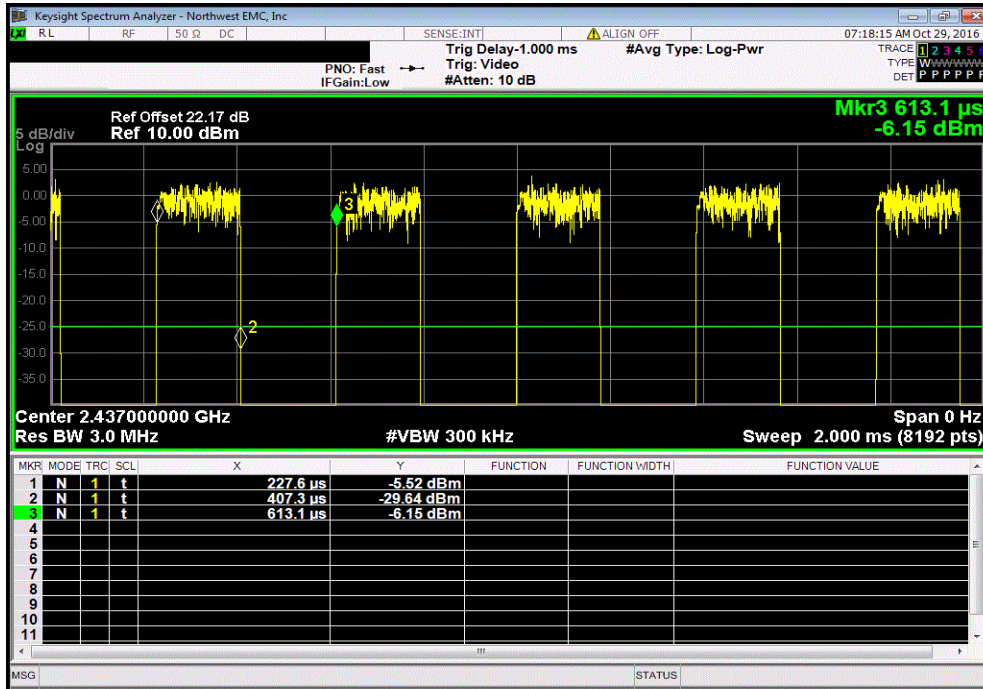 Keysight Spectrum Analyzer - Northwest EMC, Inc
LXI RL RF 50 Ω DC SENSE:INT ALIGN OFF 07:18:15 AM Oct 29, 2016
Trig Delay-1.000 ms #Avg Type: Log-Pwr TRACE 1 2 3 4 5 6
PNO: Fast Trig: Video TYPE WWWWWW
IFGain:Low #Atten: 10 dB DET P P P P P P
Mkr3 613.1 µs
-6.15 dBm
Ref Offset 22.17 dB
5 dB/div Ref 10.00 dBm
Log
5.00
0.00
3
-5.00
-10.0
-15.0
-20.0
-25.0
2
-30.0
-35.0
Center 2.437000000 GHz Span 0 Hz
Res BW 3.0 MHz #VBW 300 kHz Sweep 2.000 ms (8192 pts)
MKR MODE TRC SCL X Y FUNCTION FUNCTION WIDTH FUNCTION VALUE
1 N 1 t 227.6 µs -5.52 dBm
2 N 1 t 407.3 µs -29.64 dBm
3 N 1 t 613.1 µs -6.15 dBm
4
5
6
7
8
9
10
11
MSG STATUS